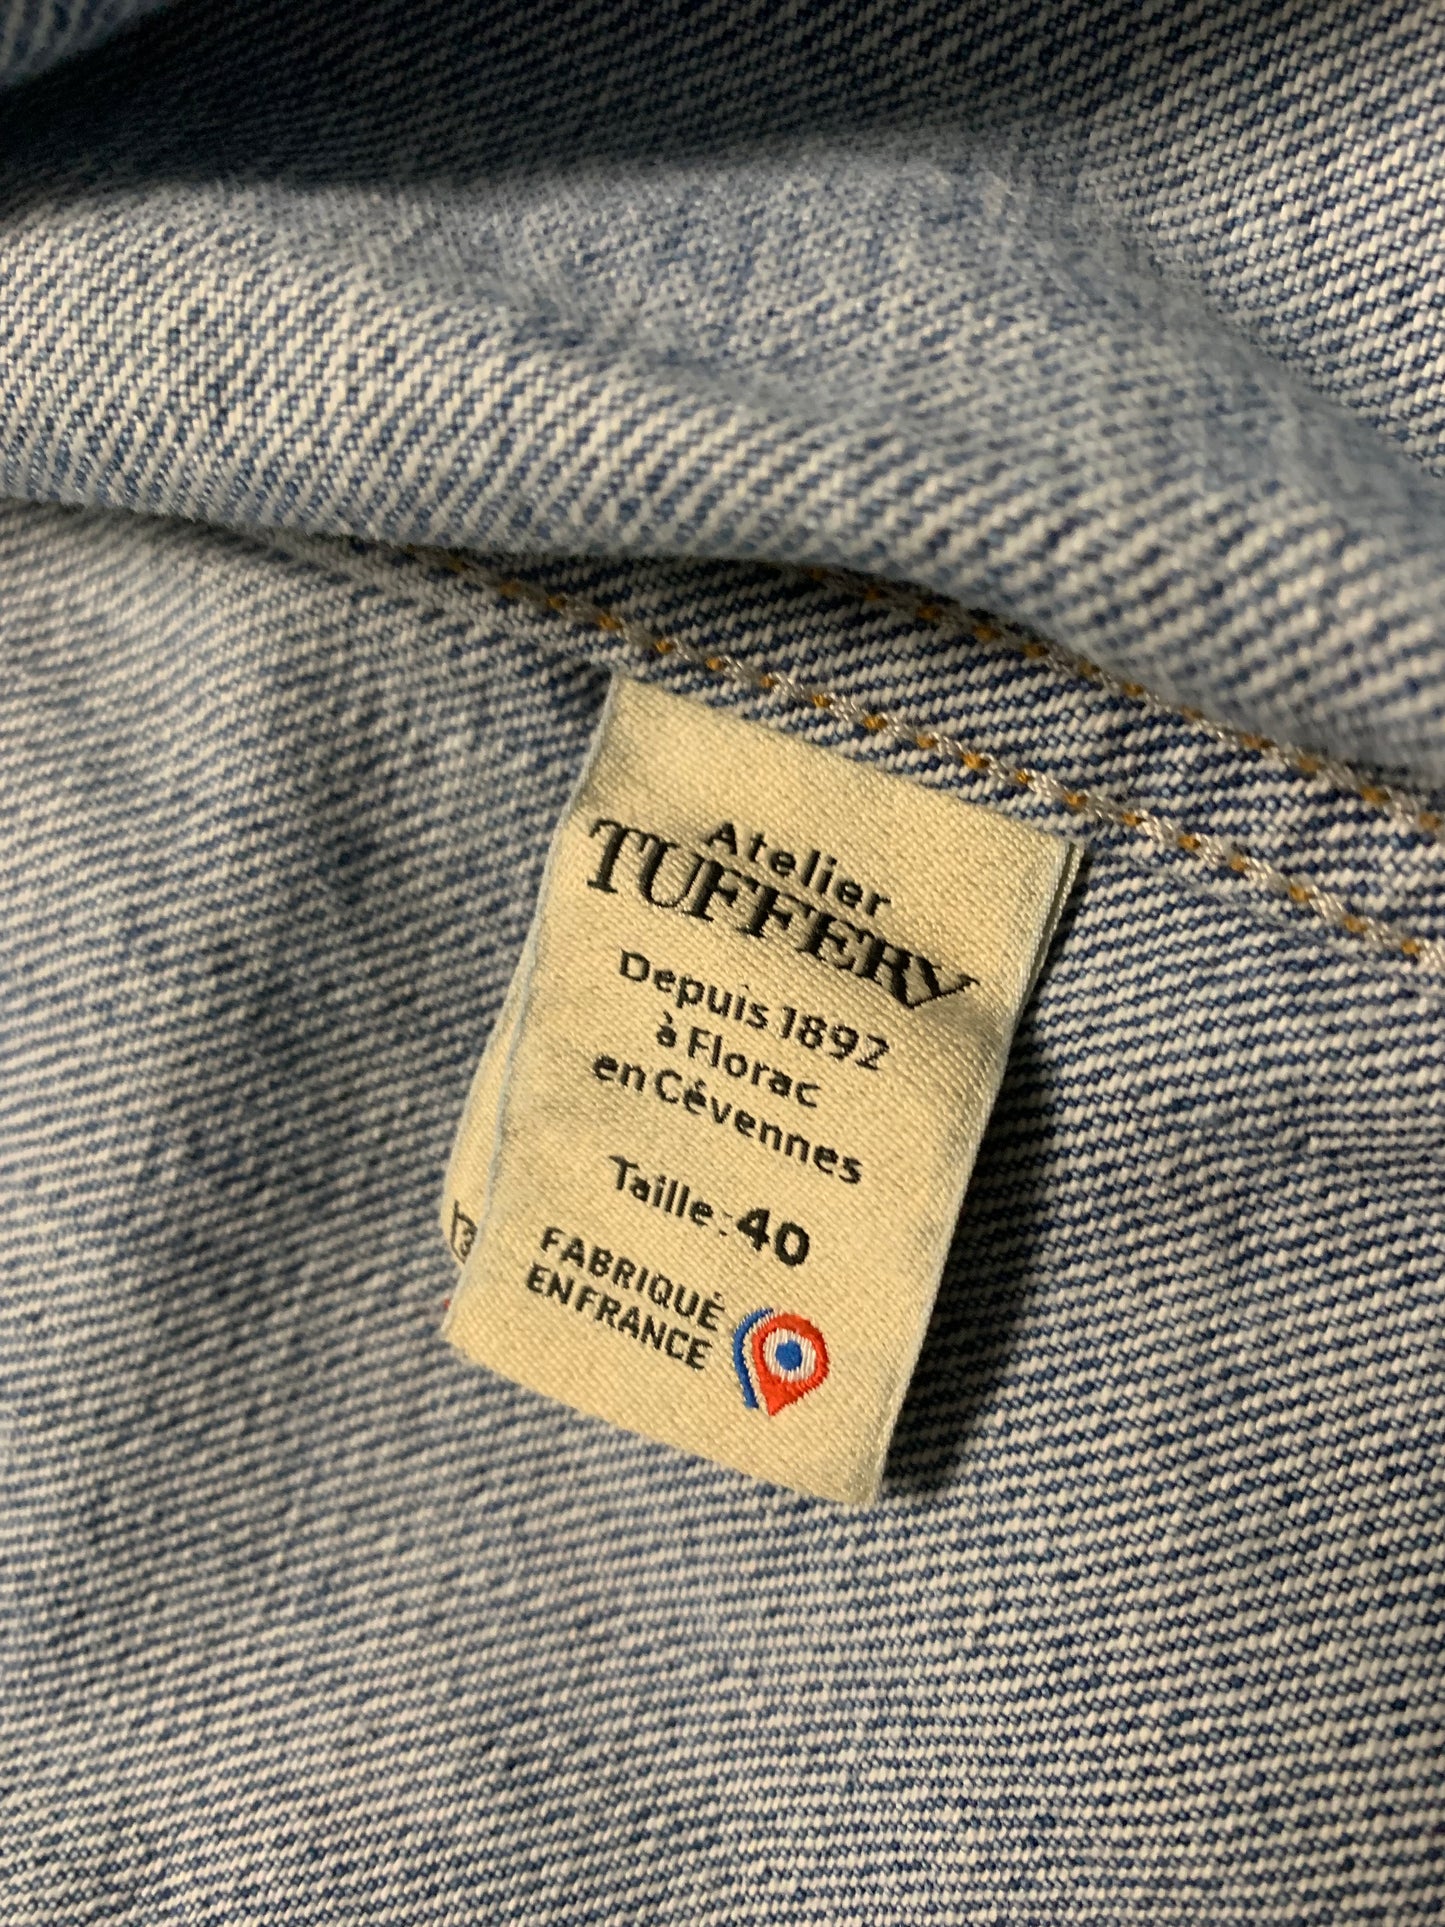 Atelier
TUFFERY
Depuis 1892
à Florac
en Cévennes
Taille : 40
FABRIQUÉ
EN FRANCE